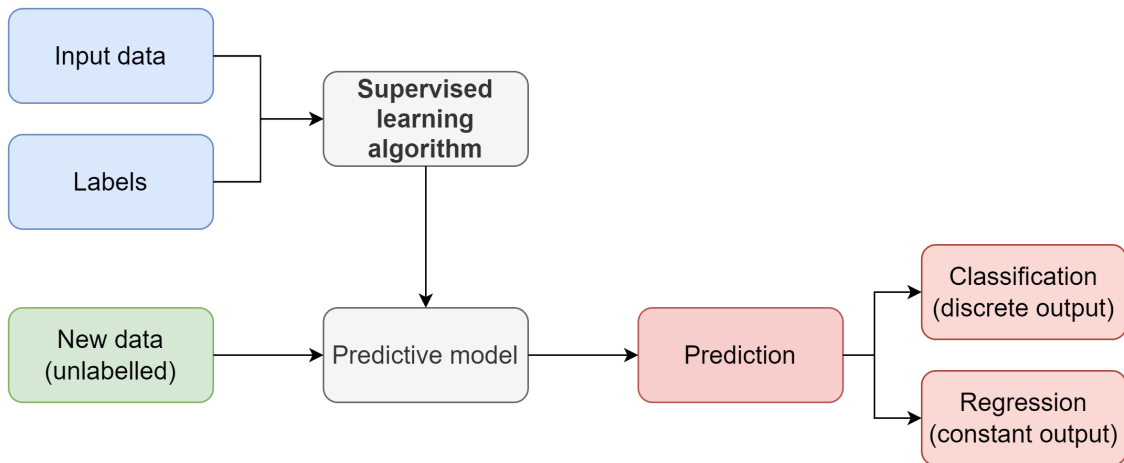 Input data
Supervised
learning
algorithm
Labels
Classification
(discrete output)
New data
(unlabelled)
Predictive model
Prediction
Regression
(constant output)